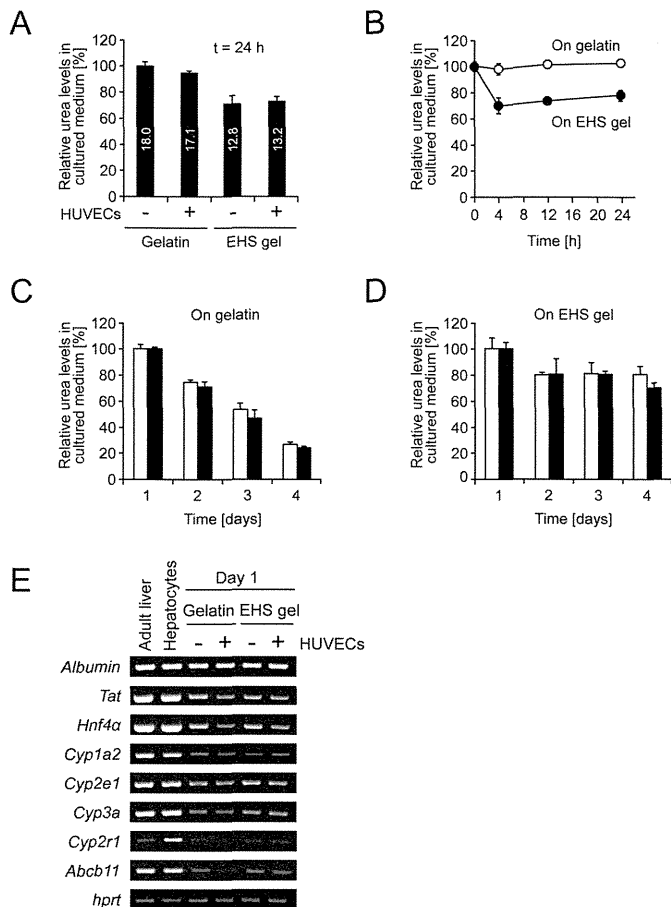 A
Relative urea levels in
cultured medium [%]
120
100
80
60
40
20
0
t = 24 h
18.0
17.1
12.8
13.2
HUVECs - + - +
Gelatin EHS gel
B
Relative urea levels in
cultured medium [%]
120
100
80
60
40
20
0
On gelatin
On EHS gel
0 4 8 12 16 20 24
Time [h]
C
On gelatin
Relative urea levels in
cultured medium [%]
120
100
80
60
40
20
0
1 2 3 4
Time [days]
D
On EHS gel
Relative urea levels in
cultured medium [%]
120
100
80
60
40
20
0
1 2 3 4
Time [days]
E
Adult liver
Hepatocytes
Day 1
Gelatin EHS gel
- + - + HUVECs
Albumin
Tat
Hnf4α
Cyp1a2
Cyp2e1
Cyp3a
Cyp2r1
Abcb11
hprt